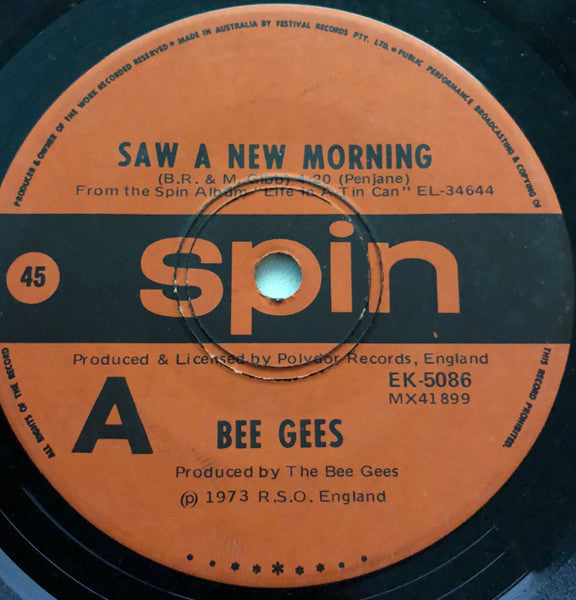 PRODUCER & OWNER OF THE WORK RECORDED RESERVED ● MADE IN AUSTRALIA BY FESTIVAL RECORDS PTY. LTD. ● PUBLIC PERFORMANCE BROADCASTING & COPYING OF
SAW A NEW MORNING
(B.R. & M. Gibb) 4:20 (Penjane)
From the Spin Album "Life In A Tin Can" EL-34644
45
spin
Produced & Licensed by Polydor Records, England
A
EK-5086
MX41899
BEE GEES
Produced by The Bee Gees
(p) 1973 R.S.O. England
ALL RIGHTS OF THE RECORD
THIS RECORD PROHIBITED.